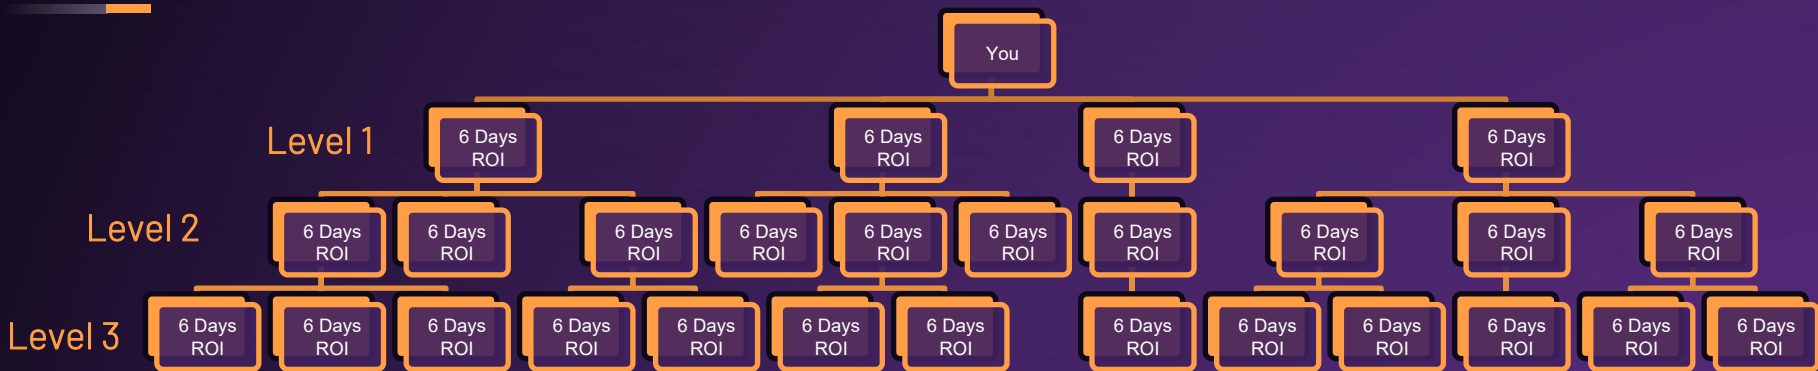 You
Level 1
6 Days
ROI
6 Days
ROI
6 Days
ROI
6 Days
ROI
Level 2
6 Days
ROI
6 Days
ROI
6 Days
ROI
6 Days
ROI
6 Days
ROI
6 Days
ROI
6 Days
ROI
6 Days
ROI
6 Days
ROI
6 Days
ROI
Level 3
6 Days
ROI
6 Days
ROI
6 Days
ROI
6 Days
ROI
6 Days
ROI
6 Days
ROI
6 Days
ROI
6 Days
ROI
6 Days
ROI
6 Days
ROI
6 Days
ROI
6 Days
ROI
6 Days
ROI